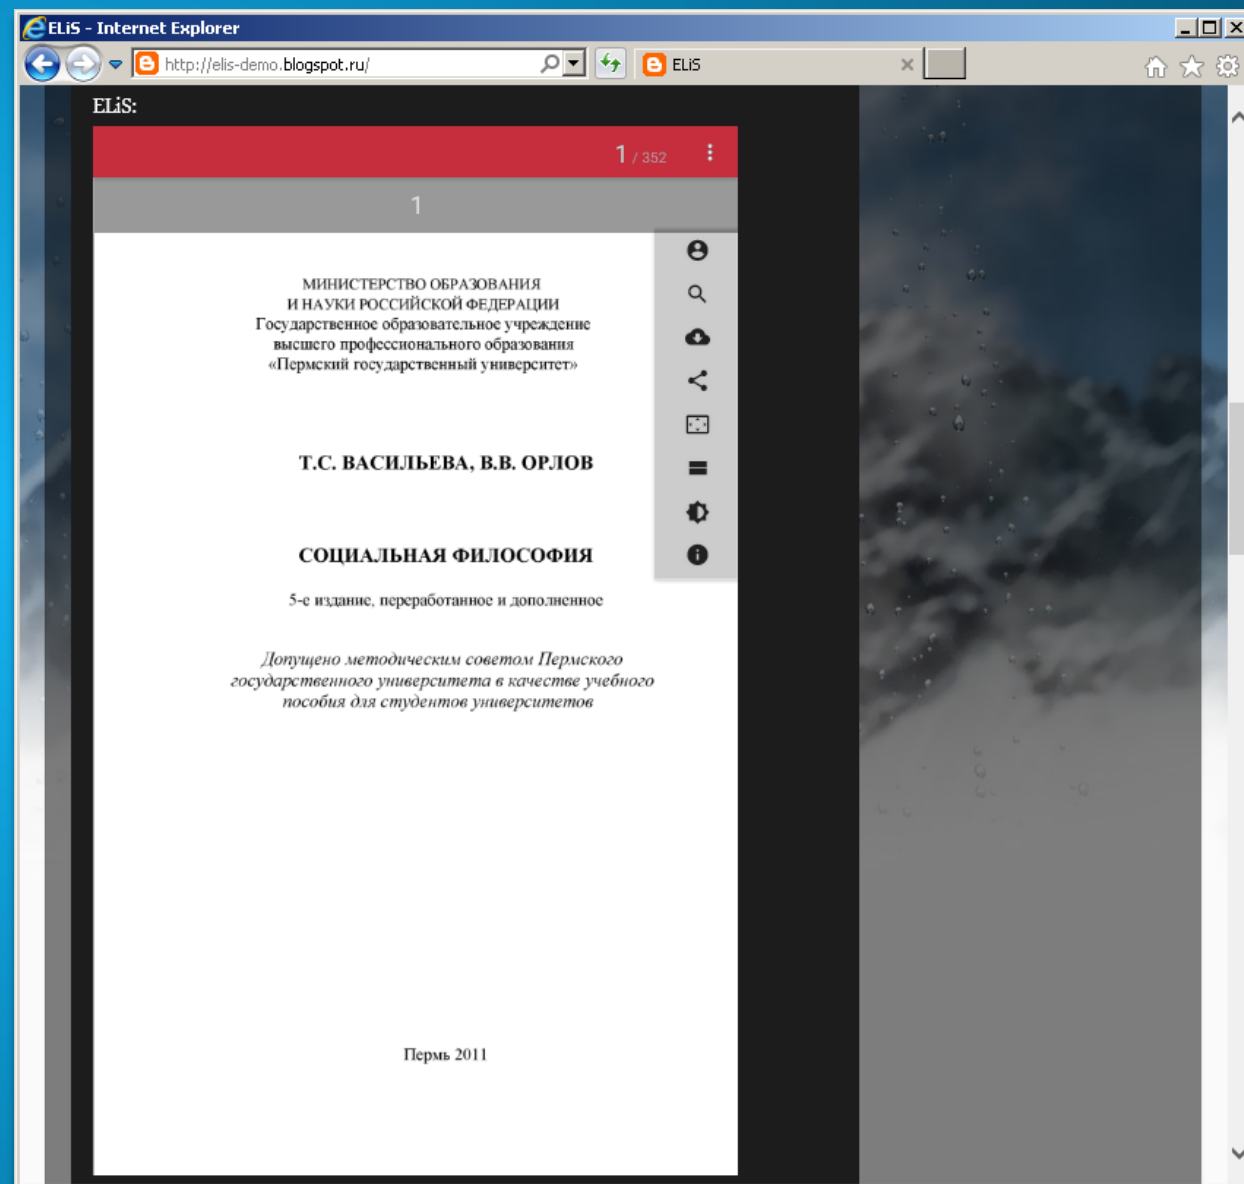 ELiS - Internet Explorer
http://elis-demo.blogspot.ru/
ELiS
ELiS:
1 / 352
1
МИНИСТЕРСТВО ОБРАЗОВАНИЯ
И НАУКИ РОССИЙСКОЙ ФЕДЕРАЦИИ
Государственное образовательное учреждение
высшего профессионального образования
«Пермский государственный университет»
Т.С. ВАСИЛЬЕВА, В.В. ОРЛОВ
СОЦИАЛЬНАЯ ФИЛОСОФИЯ
5-е издание, переработанное и дополненное
Допущено методическим советом Пермского
государственного университета в качестве учебного
пособия для студентов университетов
Пермь 2011